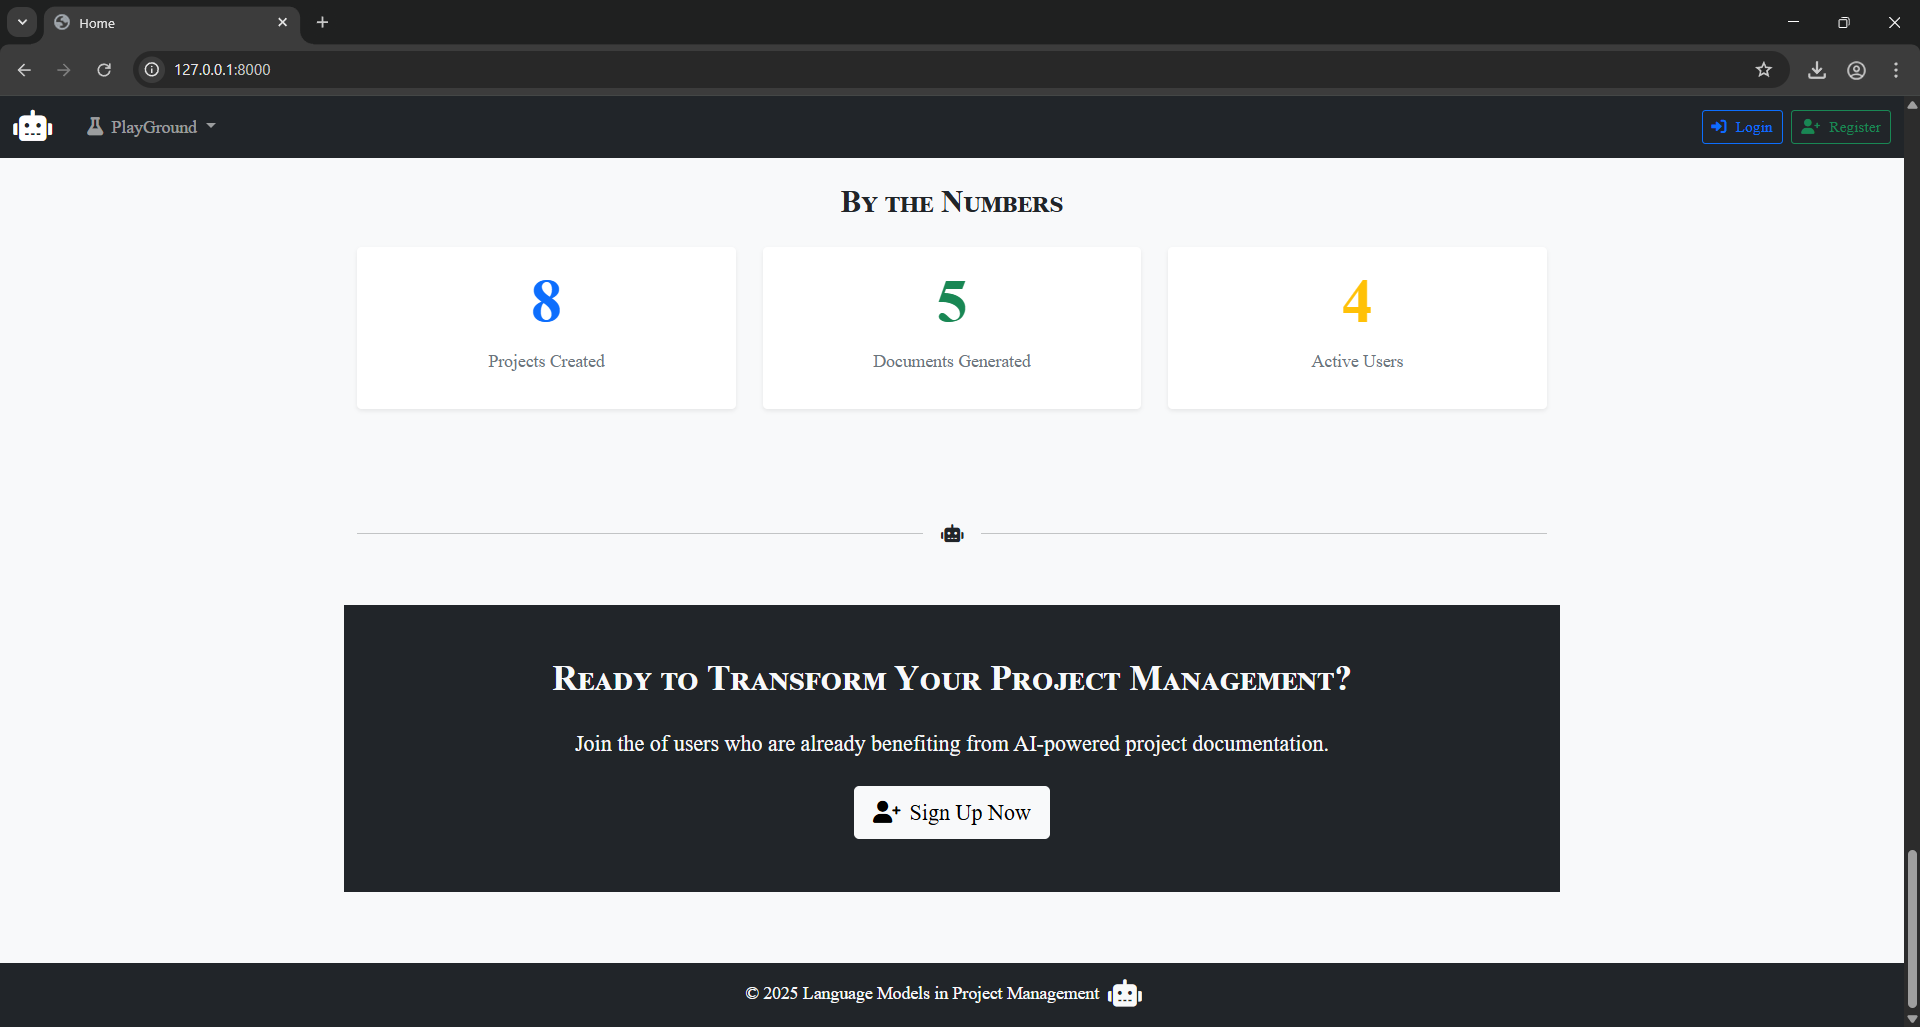 Home
127.0.0.1:8000
PlayGround
Login
Register
By the Numbers
8
Projects Created
5
Documents Generated
4
Active Users
Ready to Transform Your Project Management?
Join the of users who are already benefiting from AI-powered project documentation.
Sign Up Now
© 2025 Language Models in Project Management